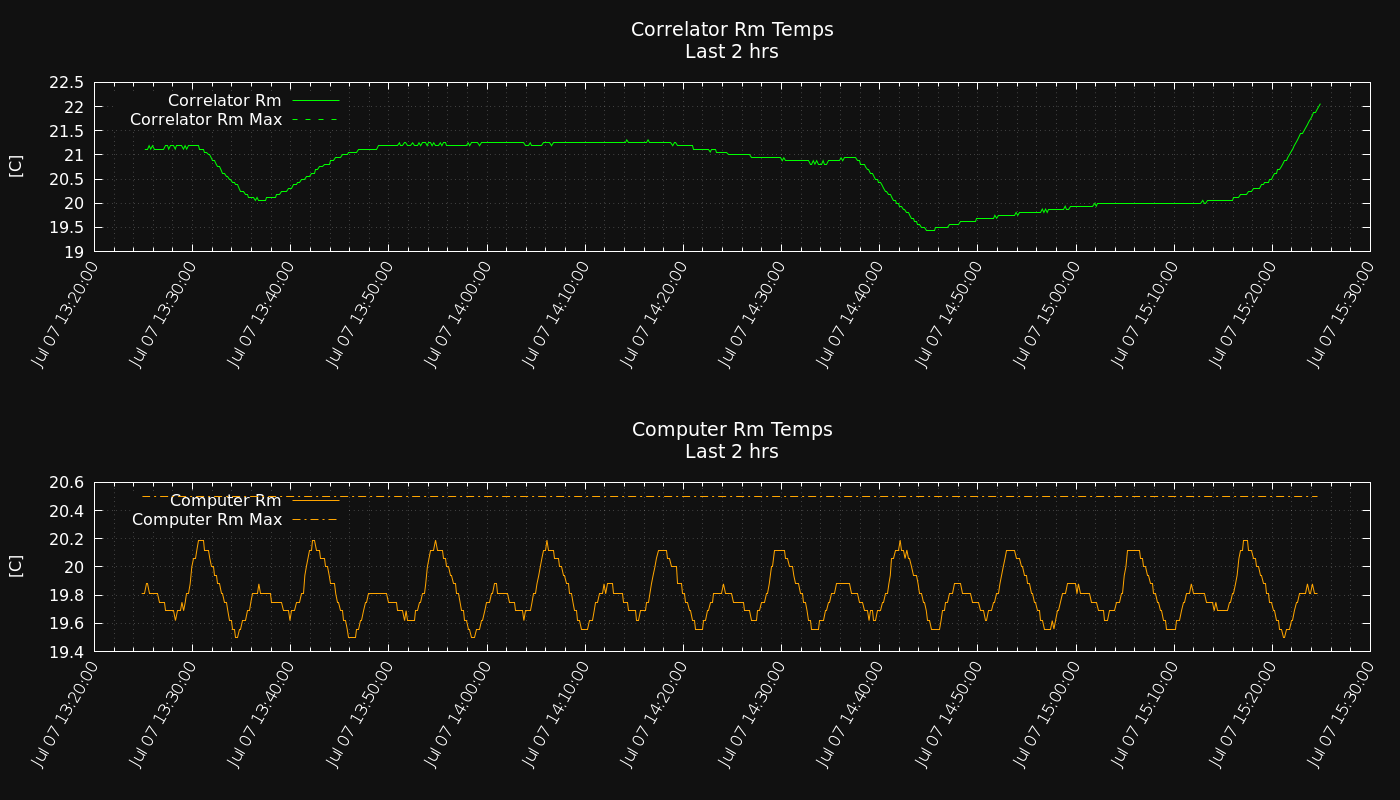 Correlator Rm Temps
Last 2 hrs
22.5
22
21.5
21
20.5
20
19.5
19
[C]
Correlator Rm
Correlator Rm Max
Jul 07 13:20:00
Jul 07 13:30:00
Jul 07 13:40:00
Jul 07 13:50:00
Jul 07 14:00:00
Jul 07 14:10:00
Jul 07 14:20:00
Jul 07 14:30:00
Jul 07 14:40:00
Jul 07 14:50:00
Jul 07 15:00:00
Jul 07 15:10:00
Jul 07 15:20:00
Jul 07 15:30:00
Computer Rm Temps
Last 2 hrs
20.6
20.4
20.2
20
19.8
19.6
19.4
[C]
Computer Rm
Computer Rm Max
Jul 07 13:20:00
Jul 07 13:30:00
Jul 07 13:40:00
Jul 07 13:50:00
Jul 07 14:00:00
Jul 07 14:10:00
Jul 07 14:20:00
Jul 07 14:30:00
Jul 07 14:40:00
Jul 07 14:50:00
Jul 07 15:00:00
Jul 07 15:10:00
Jul 07 15:20:00
Jul 07 15:30:00